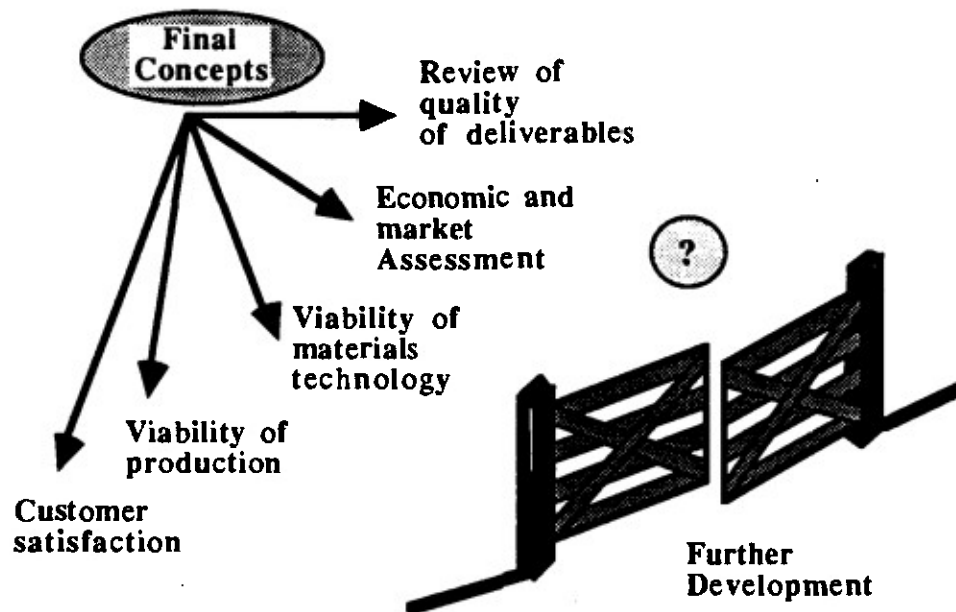 Final
Concepts
Review of
quality
of deliverables
Economic and
market
Assessment
?
Viability of
materials
technology
Viability of
production
Customer
satisfaction
Further
Development